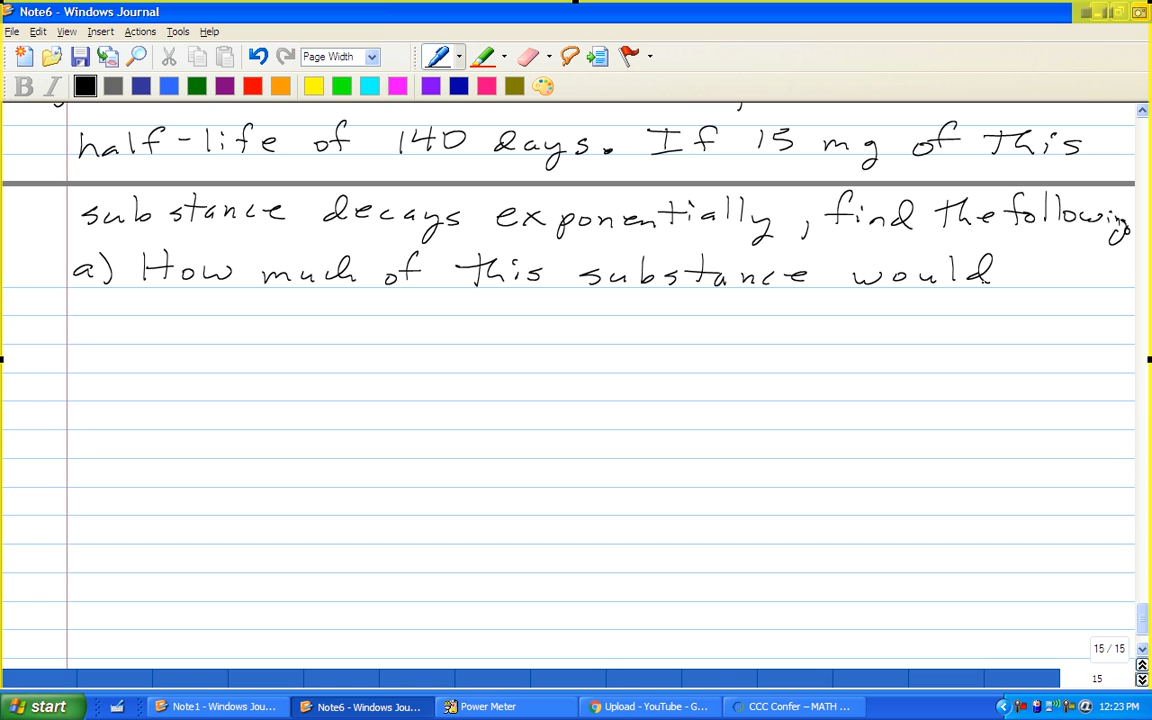 Note6 - Windows Journal
File Edit View Insert Actions Tools Help
Page Width
B I
half-life of 140 days. If 15 mg of this
substance decays exponentially, find the following
a) How much of this substance would
15 / 15
15
start Note1 - Windows Jou... Note6 - Windows Jou... Power Meter Upload - YouTube - G... CCC Confer -- MATH ... 12:23 PM